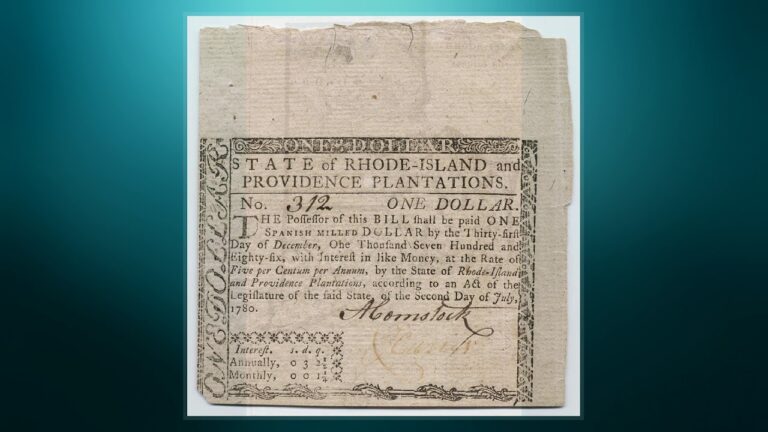 ONE DOLLAR
ONE DOLLAR
STATE of RHODE-ISLAND and
PROVIDENCE PLANTATIONS.
No. 312 ONE DOLLAR.
THE Poſſeſſor of this BILL ſhall be paid ONE
SPANISH MILLED DOLLAR by the Thirty-firſt
Day of December, One Thouſand Seven Hundred and
Eighty-ſix, with Intereſt in like Money, at the Rate of
Five per Centum per Annum, by the State of Rhode-Iſland
and Providence Plantations, according to an Act of the
Legiſlature of the ſaid State, of the Second Day of July,
1780.
AComstock
Intereſt. s. d. q.
Annually, 0 3
Monthly, 0 0